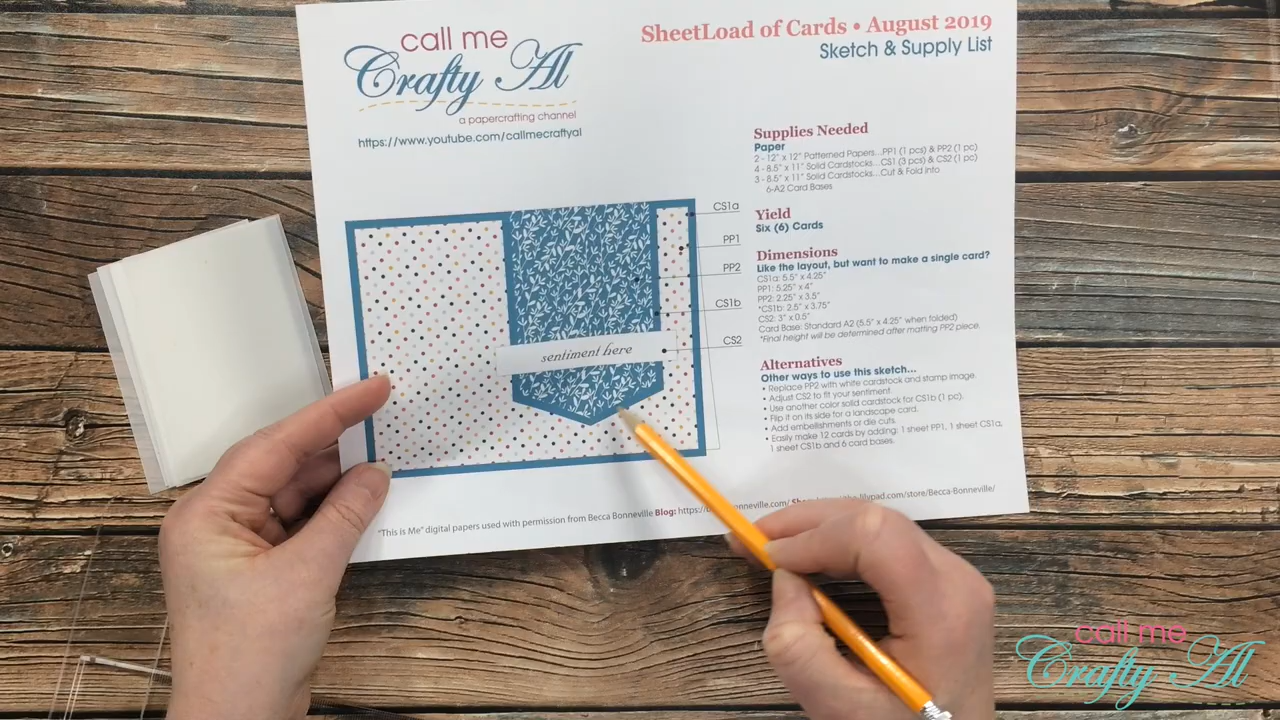 call me
Crafty Al
a papercrafting channel
https://www.youtube.com/callmecraftyal
SheetLoad of Cards • August 2019
Sketch & Supply List
CS1a
PP1
PP2
CS1b
CS2
sentiment here
Supplies Needed
Paper
2 - 12" x 12" Patterned Papers...PP1 (1 pcs) & PP2 (1 pc)
4 - 8.5" x 11" Solid Cardstocks...CS1 (3 pcs) & CS2 (1 pc)
3 - 8.5" x 11" Solid Cardstocks...Cut & Fold Into
6-A2 Card Bases
Yield
Six (6) Cards
Dimensions
Like the layout, but want to make a single card?
CS1a: 5.5" x 4.25"
PP1: 5.25" x 4"
PP2: 2.25" x 3.5"
*CS1b: 2.5" x 3.75"
CS2: 3" x 0.5"
Card Base: Standard A2 (5.5" x 4.25" when folded)
*Final height will be determined after matting PP2 piece.
Alternatives
Other ways to use this sketch...
• Replace PP2 with white cardstock and stamp image.
• Adjust CS2 to fit your sentiment.
• Use another color solid cardstock for CS1b (1 pc).
• Flip it on its side for a landscape card.
• Add embellishments or die cuts.
• Easily make 12 cards by adding: 1 sheet PP1, 1 sheet CS1a,
1 sheet CS1b and 6 card bases.
"This is Me" digital papers used with permission from Becca Bonneville Blog: https://
call me
Crafty Al